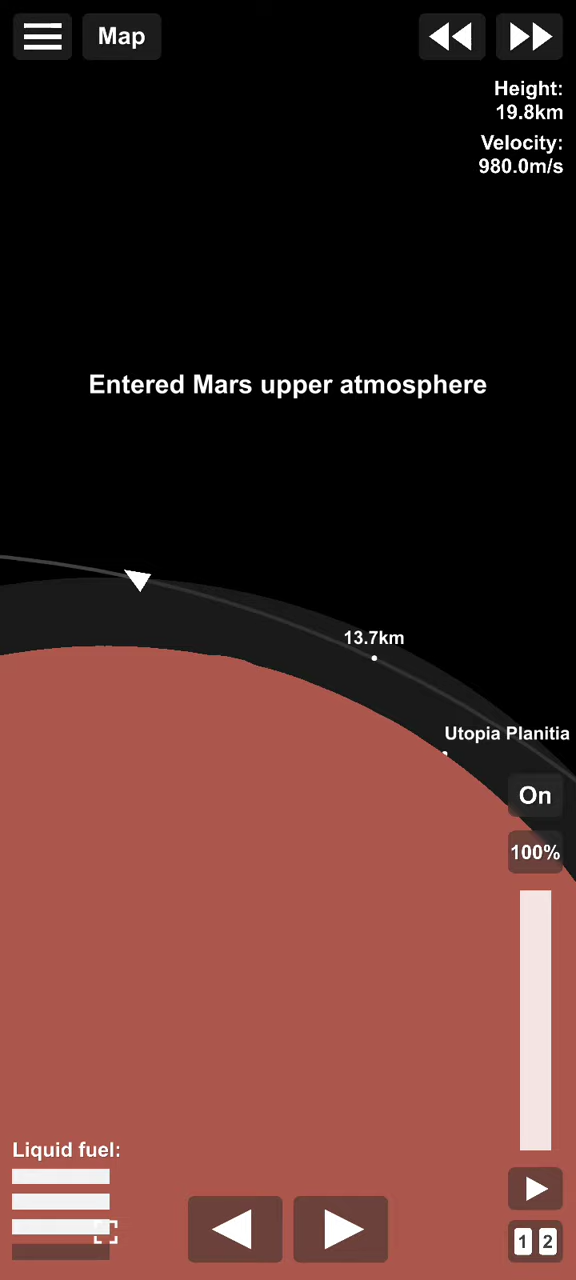 Map
Height:
19.8km
Velocity:
980.0m/s
Entered Mars upper atmosphere
13.7km
Utopia Planitia
On
100%
Liquid fuel:
1 2